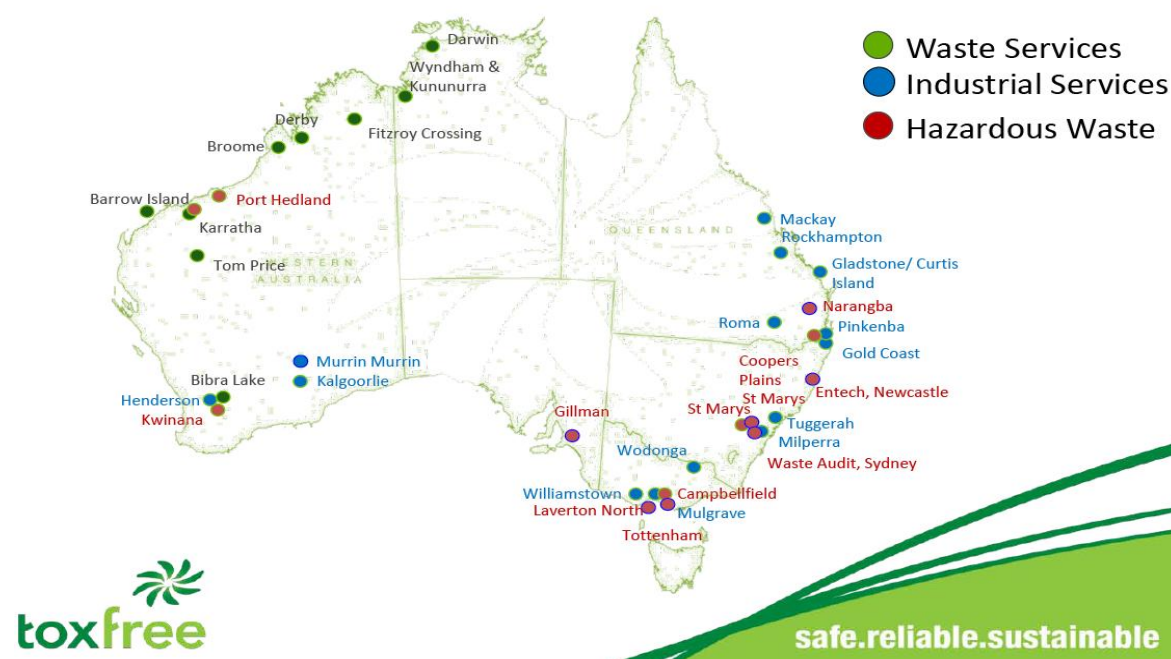 Darwin
Wyndham &
Kununurra
Derby
Fitzroy Crossing
Broome
Barrow Island
Port Hedland
Karratha
Tom Price
WESTERN
AUSTRALIA
QUEENSLAND
Mackay
Rockhampton
Gladstone/ Curtis
Island
Narangba
Roma
Pinkenba
Gold Coast
Coopers
Plains
Murrin Murrin
Kalgoorlie
Bibra Lake
Henderson
Kwinana
Entech, Newcastle
St Marys
St Marys
Gillman
Tuggerah
Milperra
Wodonga
Waste Audit, Sydney
Williamstown
Campbellfield
Laverton North
Mulgrave
Tottenham
Waste Services
Industrial Services
Hazardous Waste
toxfree
safe.reliable.sustainable